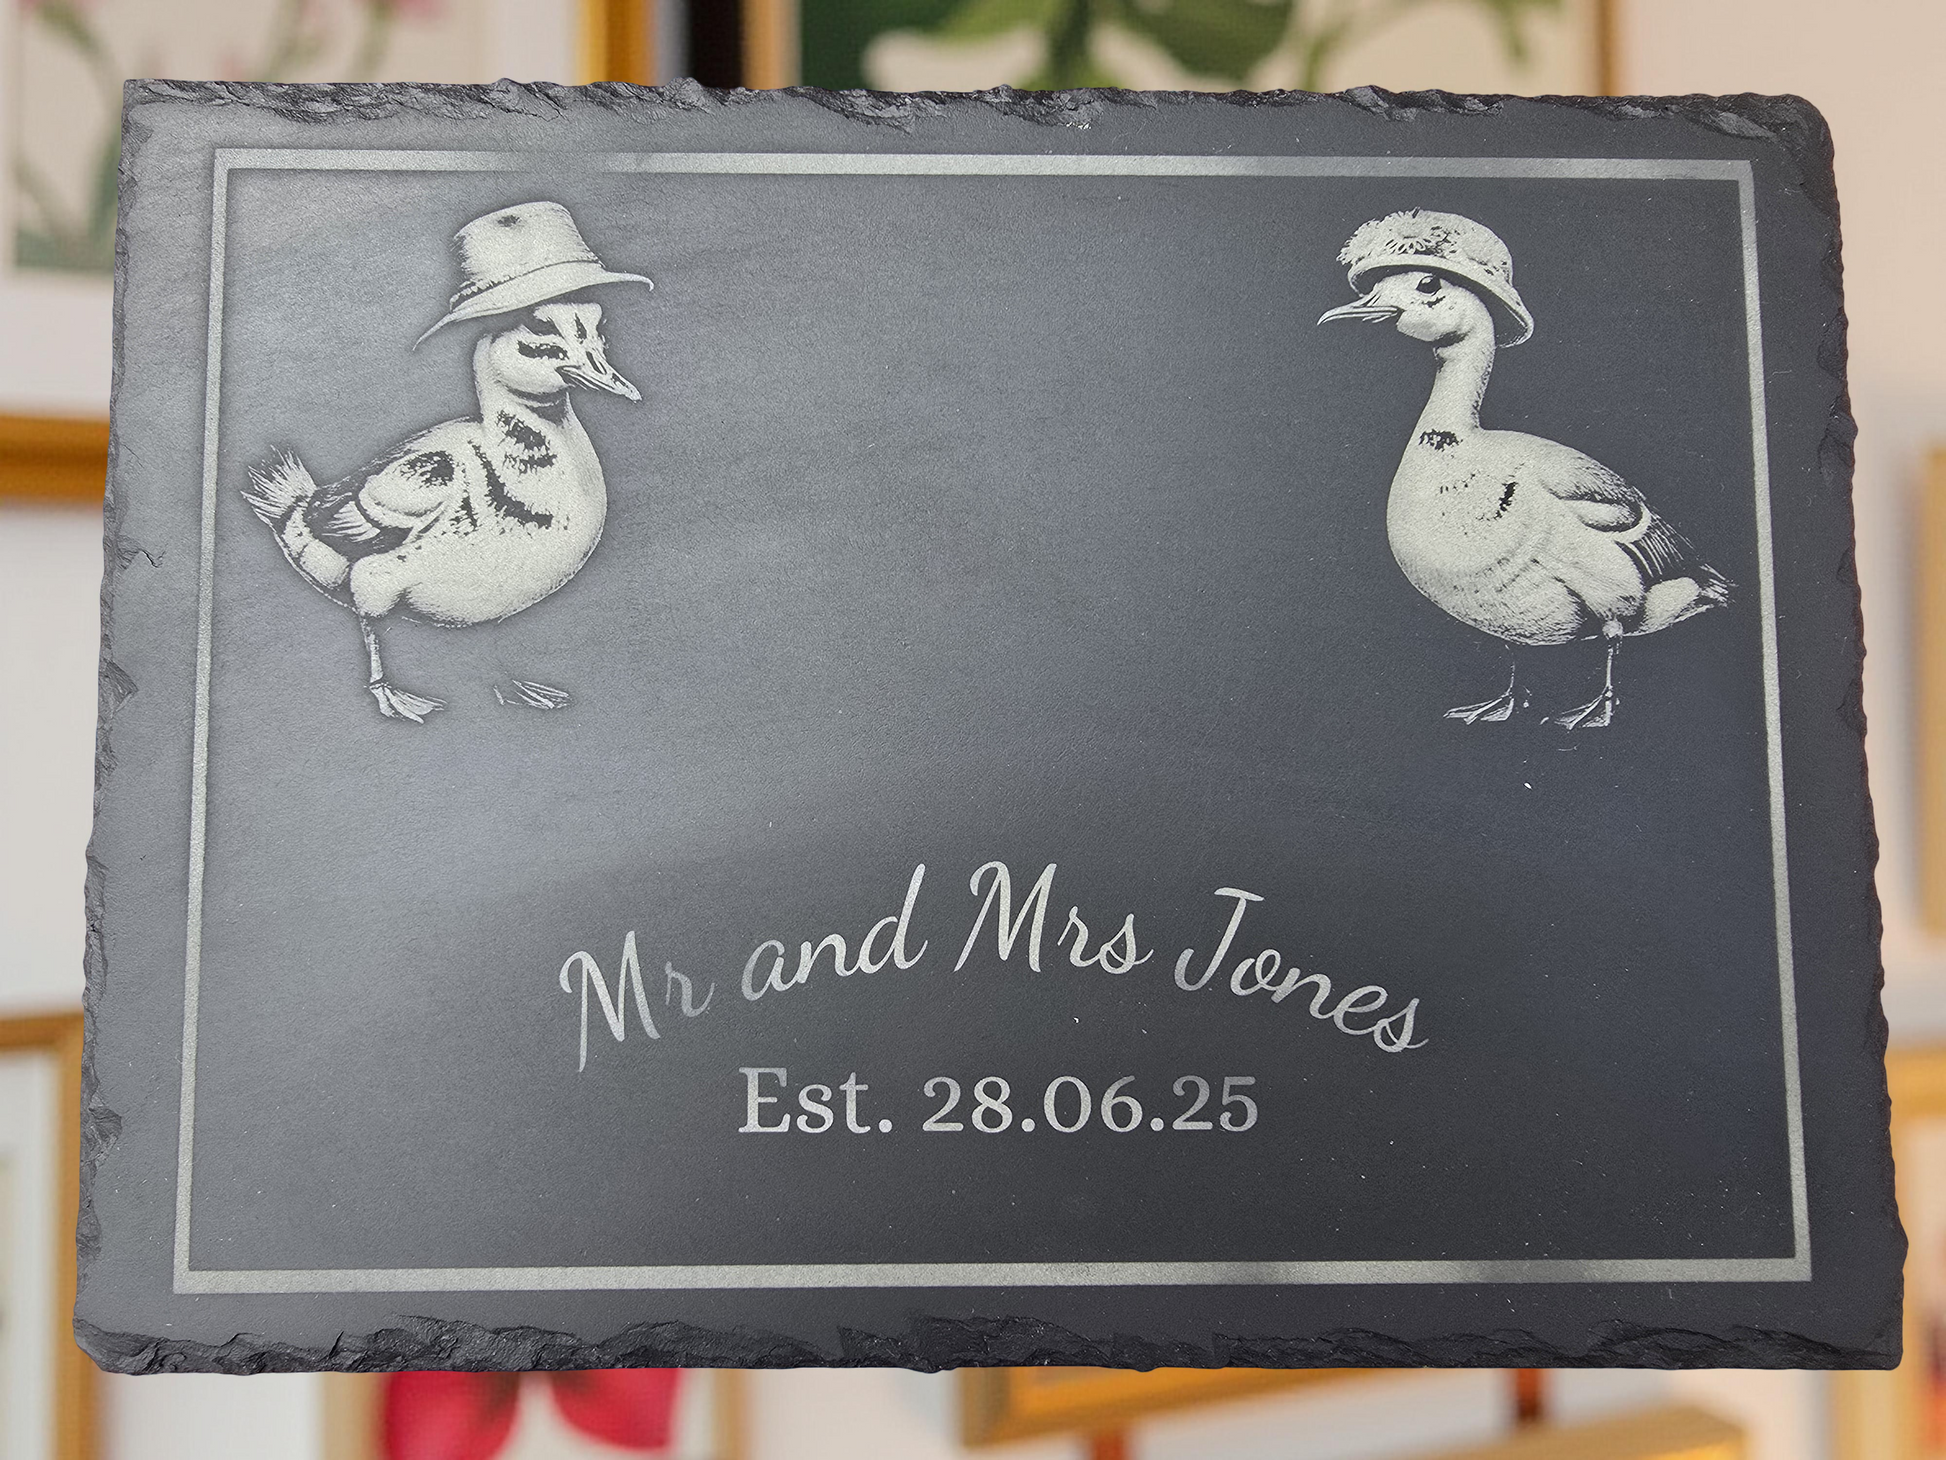 Mr and Mrs Jones
Est. 28.06.25